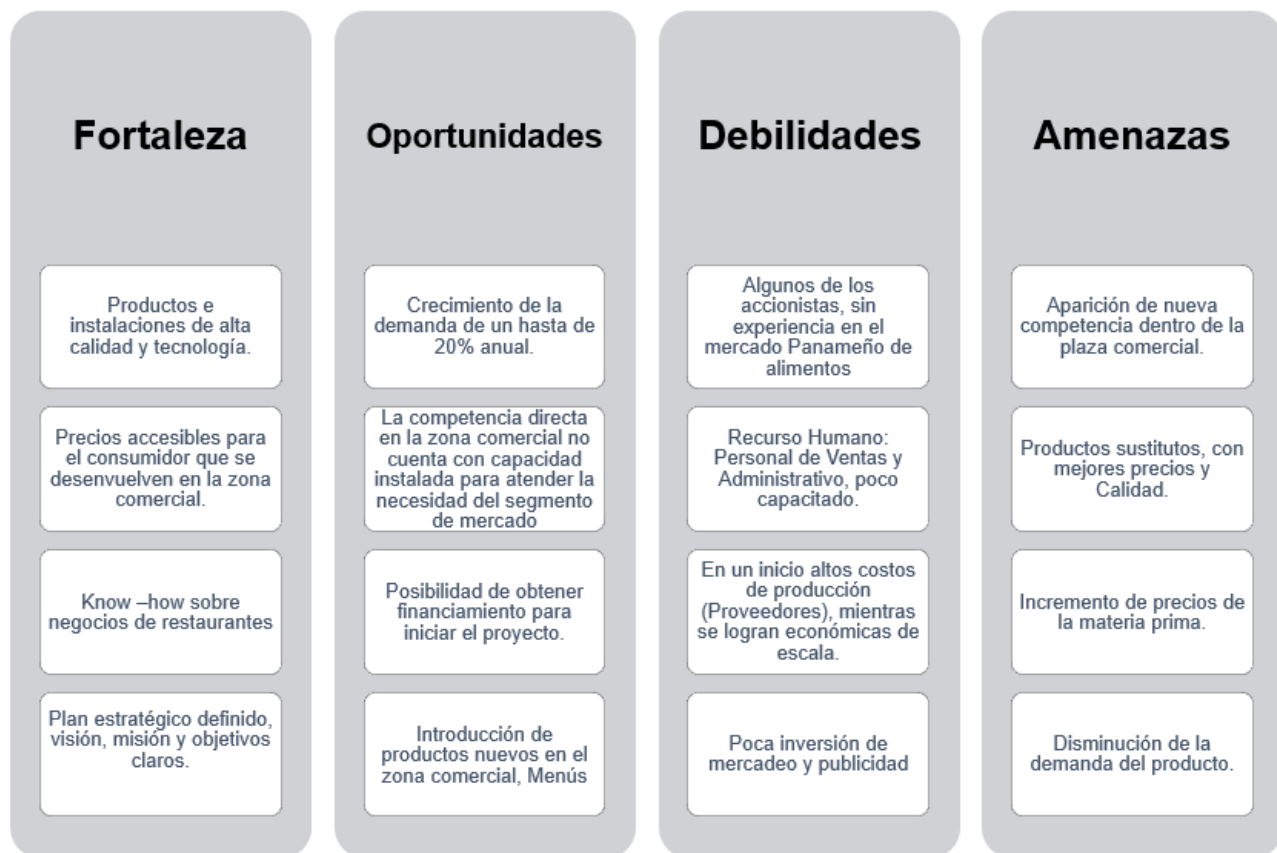 Fortaleza
Productos e
instalaciones de alta
calidad y tecnología.
Precios accesibles para
el consumidor que se
desenvuelven en la zona
comercial.
Know –how sobre
negocios de restaurantes
Plan estratégico definido,
visión, misión y objetivos
claros.
Oportunidades
Crecimiento de la
demanda de un hasta de
20% anual.
La competencia directa
en la zona comercial no
cuenta con capacidad
instalada para atender la
necesidad del segmento
de mercado
Posibilidad de obtener
financiamiento para
iniciar el proyecto.
Introducción de
productos nuevos en el
zona comercial, Menús
Debilidades
Algunos de los
accionistas, sin
experiencia en el
mercado Panameño de
alimentos
Recurso Humano:
Personal de Ventas y
Administrativo, poco
capacitado.
En un inicio altos costos
de producción
(Proveedores), mientras
se logran económicas de
escala.
Poca inversión de
mercadeo y publicidad
Amenazas
Aparición de nueva
competencia dentro de la
plaza comercial.
Productos sustitutos, con
mejores precios y
Calidad.
Incremento de precios de
la materia prima.
Disminución de la
demanda del producto.